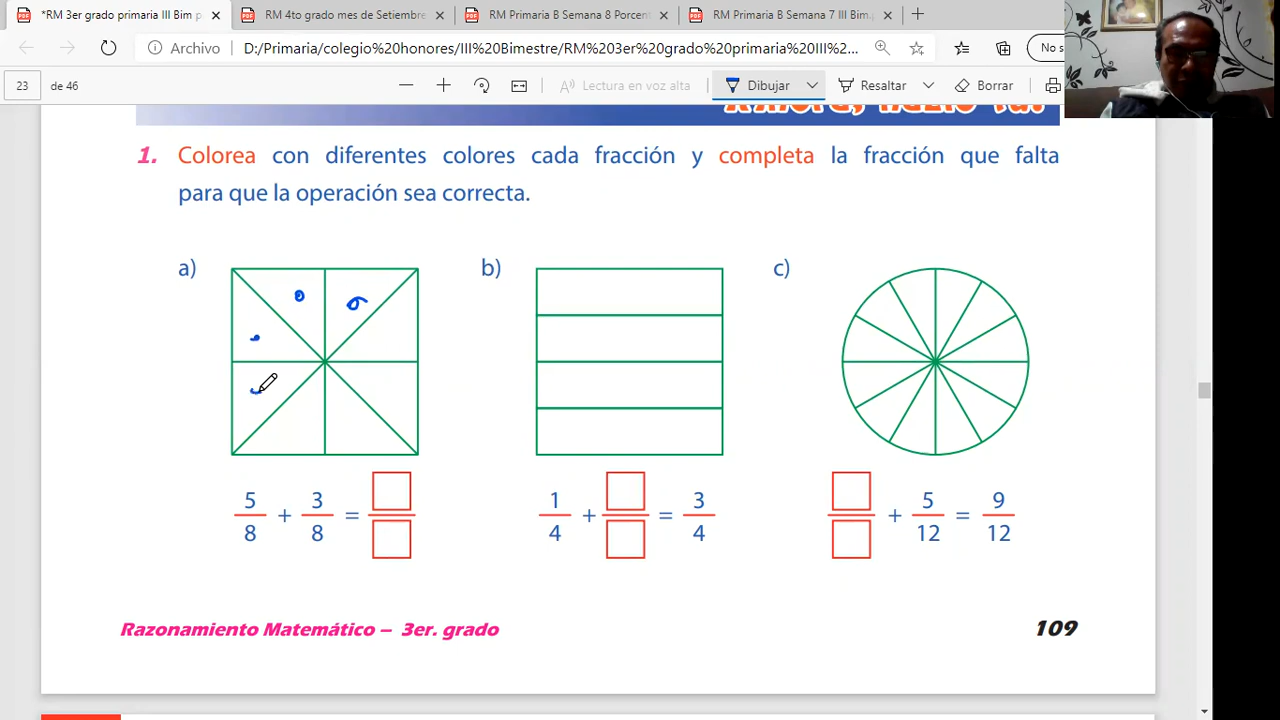 *RM 3er grado primaria III Bim p
RM 4to grado mes de Setiembre
RM Primaria B Semana 8 Porcent
RM Primaria B Semana 7 III Bim.p
Archivo D:/Primaria/colegio%20honores/III%20Bimestre/RM%203er%20grado%20primaria%20III%2...
No s
23 de 46
Lectura en voz alta
Dibujar
Resaltar
Borrar
1. Colorea con diferentes colores cada fracción y completa la fracción que falta
para que la operación sea correcta.
a) b) c)
5/8 + 3/8 =
1/4 + = 3/4
+ 5/12 = 9/12
Razonamiento Matemático – 3er. grado
109